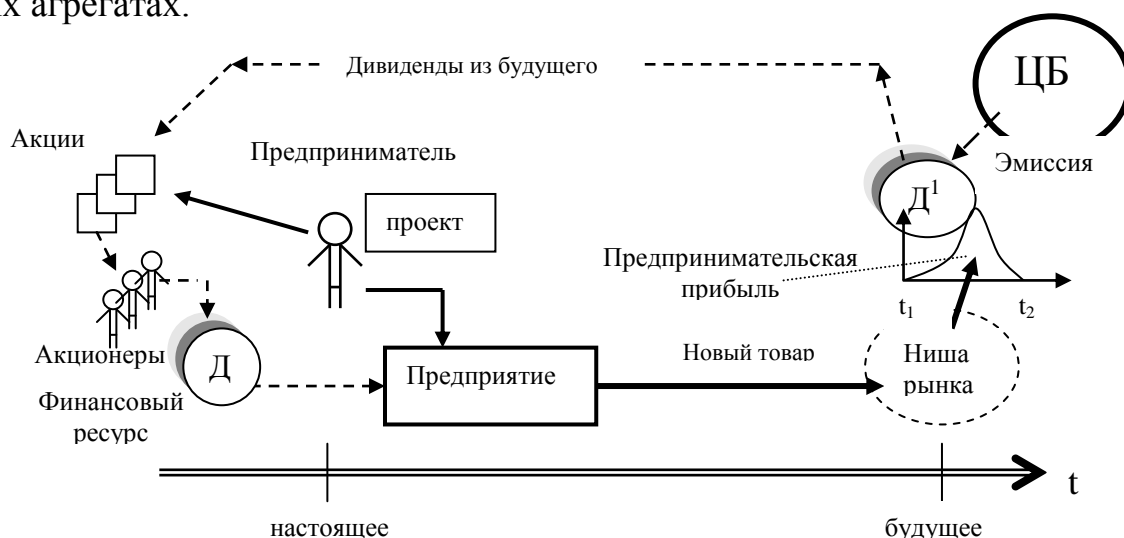 х агрегатах.
Дивиденды из будущего
ЦБ
Акции
Предприниматель
Эмиссия
проект
Д¹
Предпринимательская
прибыль
t₁
t₂
Акционеры
Д
Финансовый
ресурс
Предприятие
Новый товар
Ниша
рынка
t
настоящее
будущее